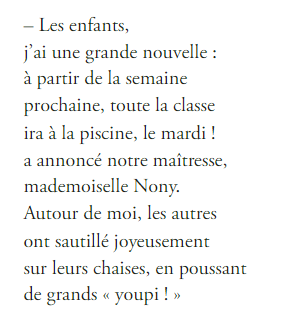 – Les enfants,
j’ai une grande nouvelle :
à partir de la semaine
prochaine, toute la classe
ira à la piscine, le mardi !
a annoncé notre maîtresse,
mademoiselle Nony.
Autour de moi, les autres
ont sautillé joyeusement
sur leurs chaises, en poussant
de grands « youpi ! »